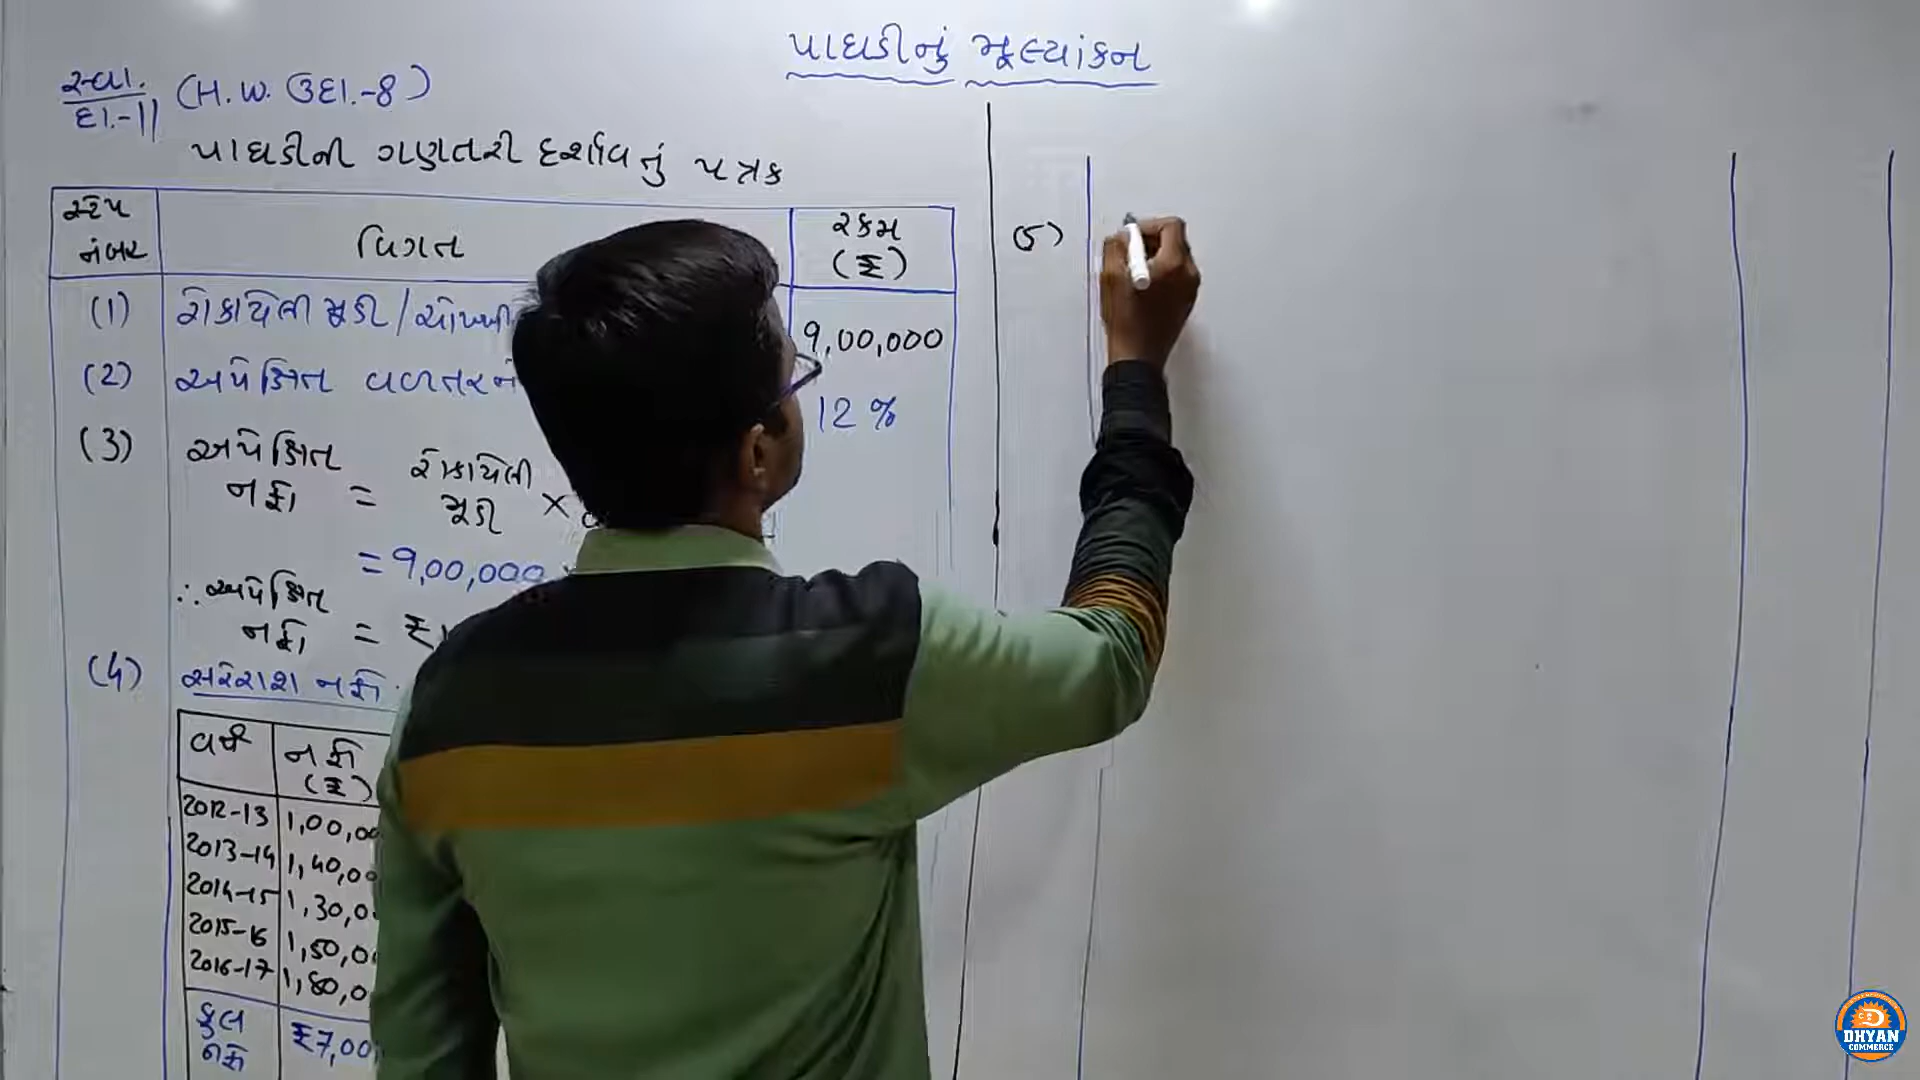 પાઘડીનું મૂલ્યાંકન
સ્વા. દા.-11 (H.W. ઉદા.-8)
પાઘડીની ગણતરી દર્શાવતું પત્રક
સ્ટેપ નંબર વિગત રકમ (₹)
(1) રોકાયેલી મૂડી / ચોખ્ખી 9,00,000
(2) અપેક્ષિત વળતરનો 12 %
(3) અપેક્ષિત નફો = રોકાયેલી મૂડી ×
= 9,00,000
∴ અપેક્ષિત નફો = ₹
(4) સરેરાશ નફો
વર્ષ નફો (₹)
2012-13 1,00,00
2013-14 1,40,00
2014-15 1,30,0
2015-16 1,50,0
2016-17 1,80,0
કુલ નફો ₹7,00,
(5)
DHYAN
COMMERCE